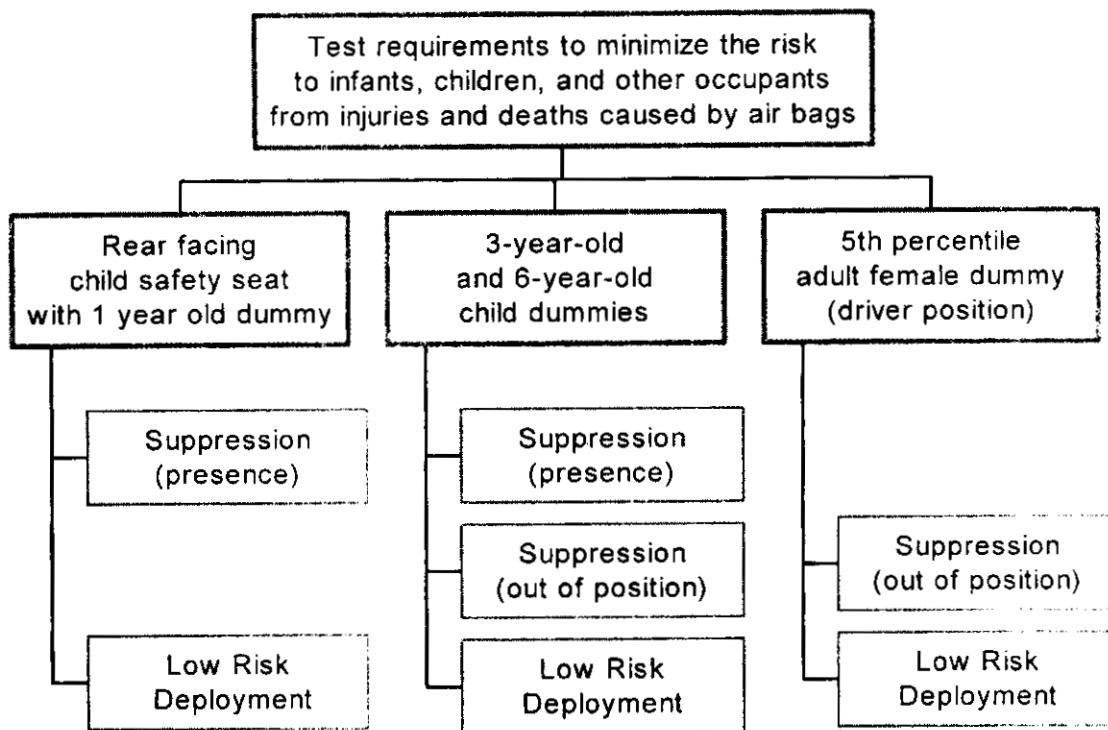 Test requirements to minimize the risk
to infants, children, and other occupants
from injuries and deaths caused by air bags
Rear facing
child safety seat
with 1 year old dummy
3-year-old
and 6-year-old
child dummies
5th percentile
adult female dummy
(driver position)
Suppression
(presence)
Suppression
(presence)
Suppression
(out of position)
Suppression
(out of position)
Low Risk
Deployment
Low Risk
Deployment
Low Risk
Deployment